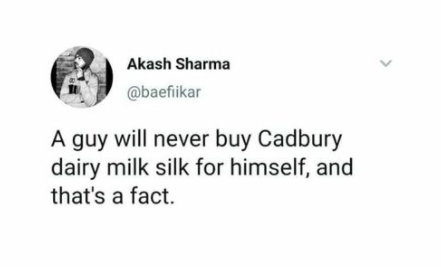 Akash Sharma
@baefiikar
A guy will never buy Cadbury
dairy milk silk for himself, and
that's a fact.